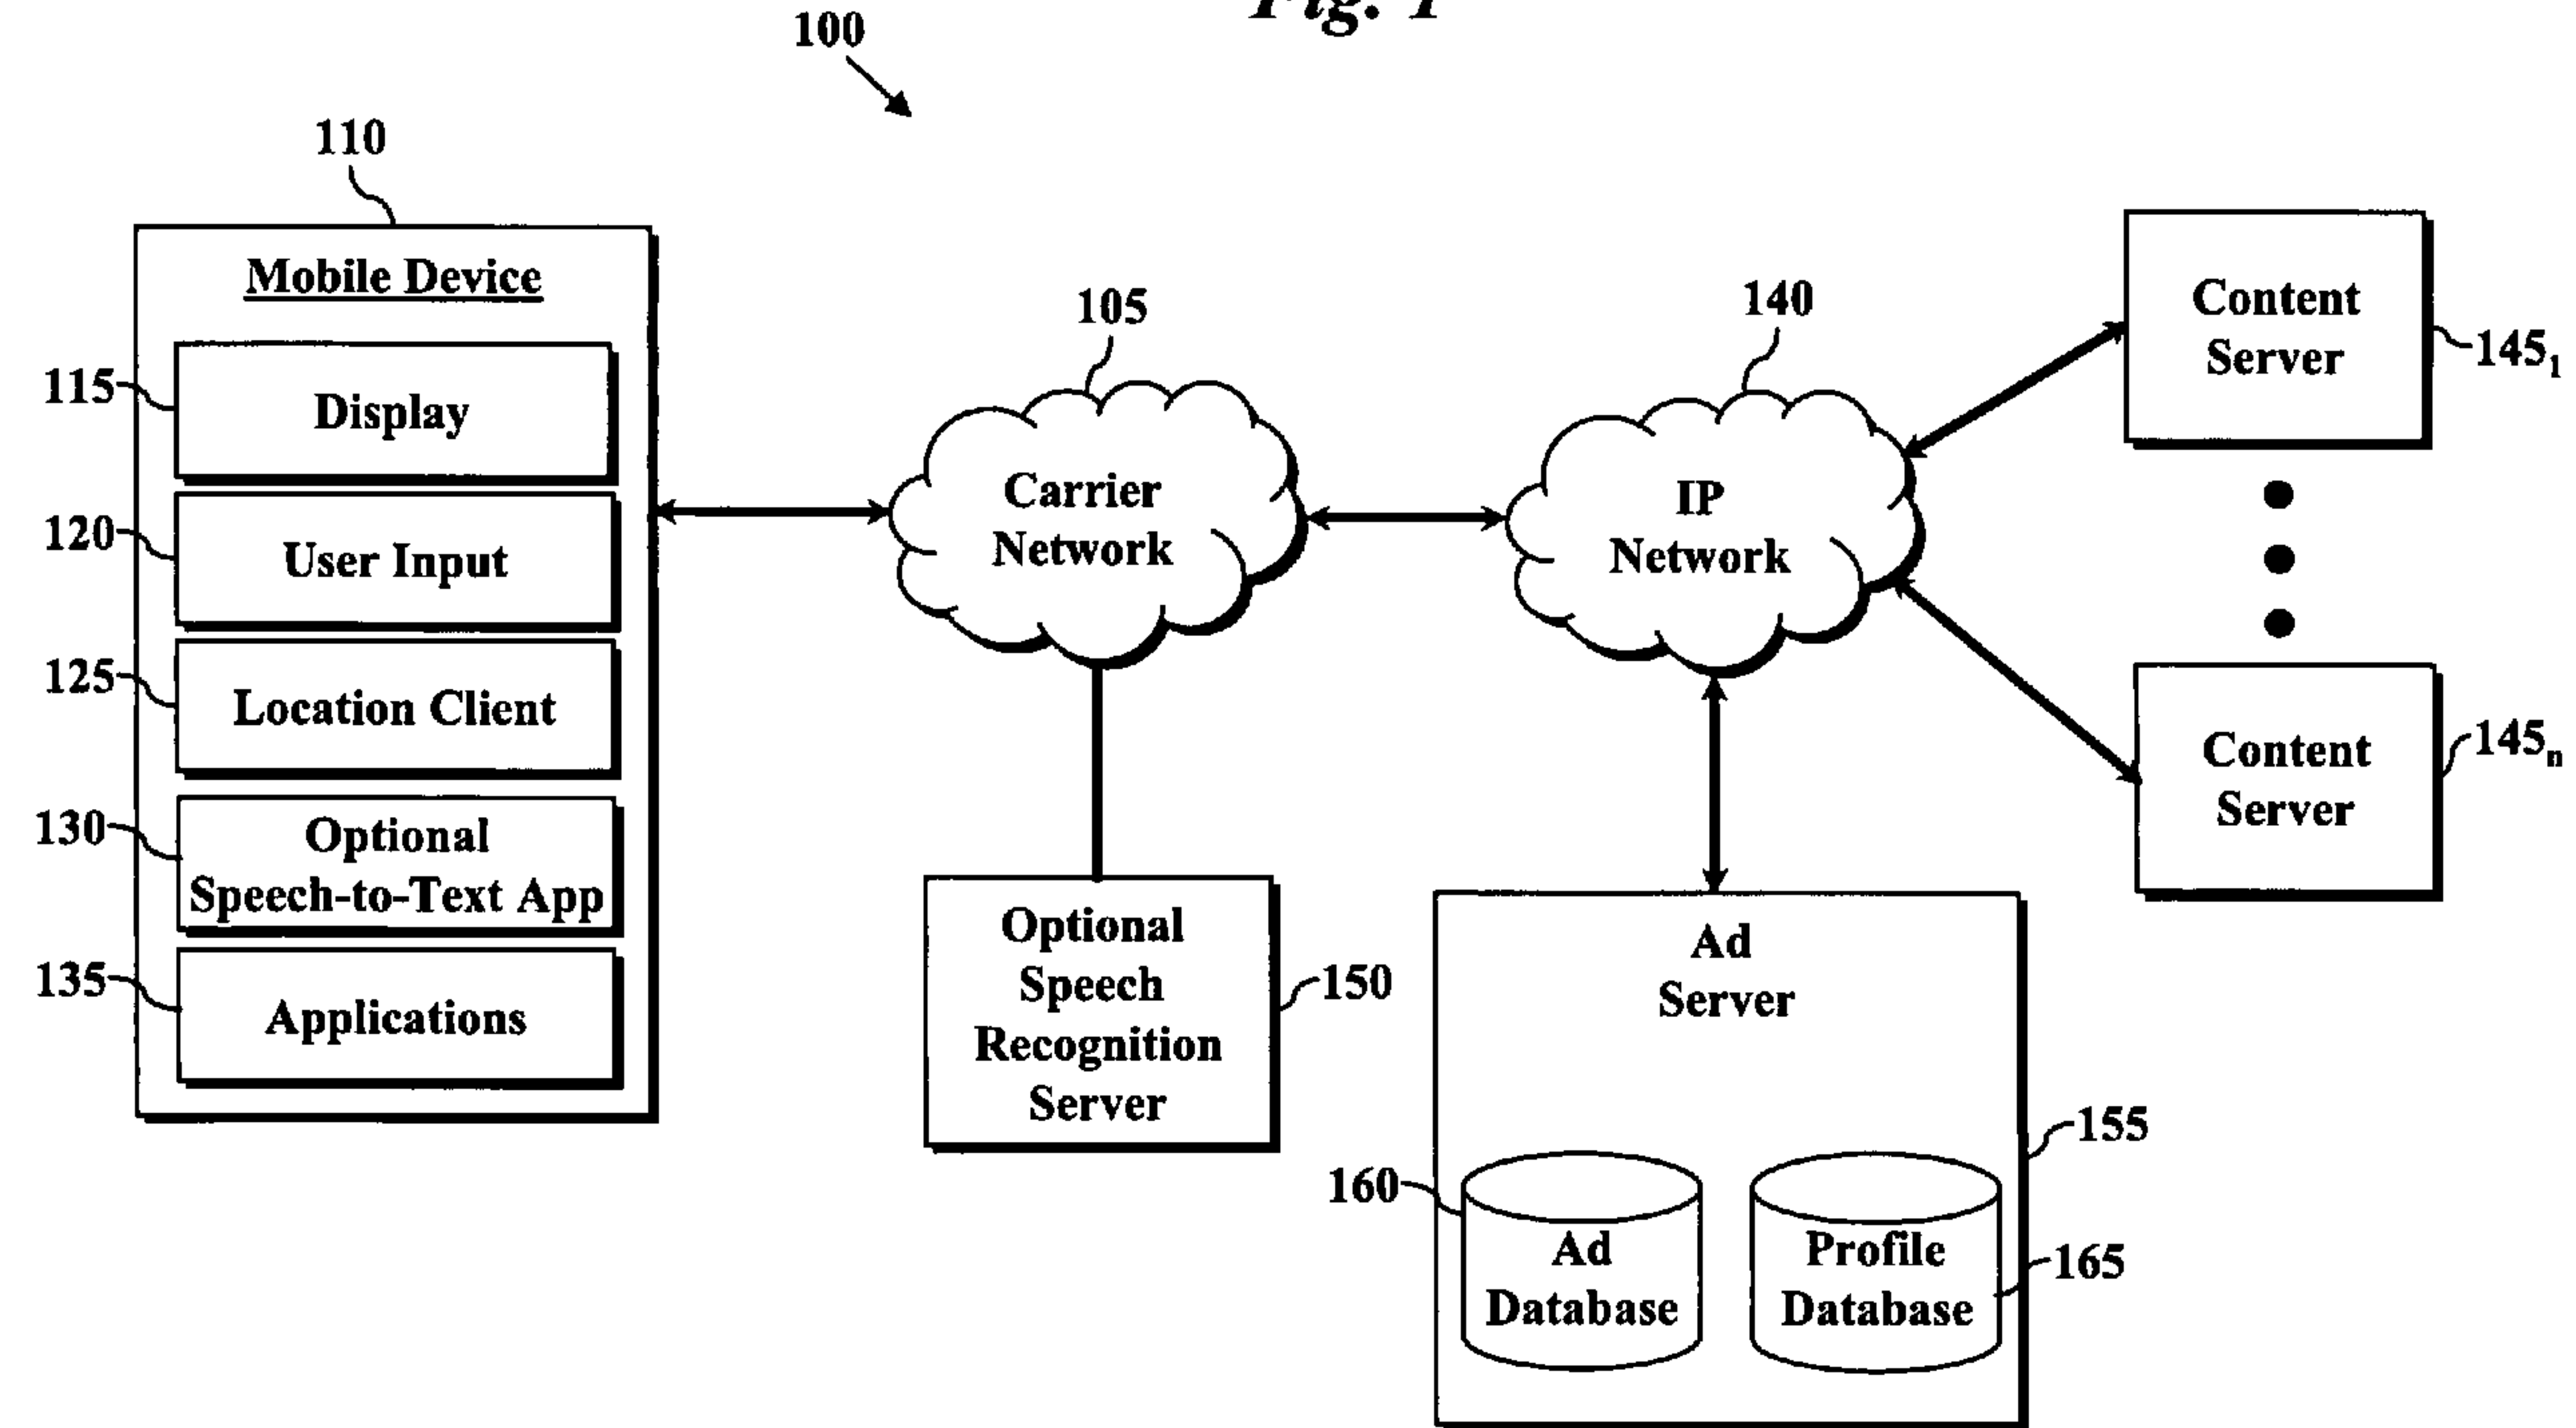 Fig. 1
100
110
Mobile Device
115
Display
120
User Input
125
Location Client
130
Optional
Speech-to-Text App
135
Applications
105
Carrier
Network
140
IP
Network
Content
Server
145₁
Content
Server
145ₙ
Optional
Speech
Recognition
Server
150
Ad
Server
155
160
Ad
Database
Profile
Database
165